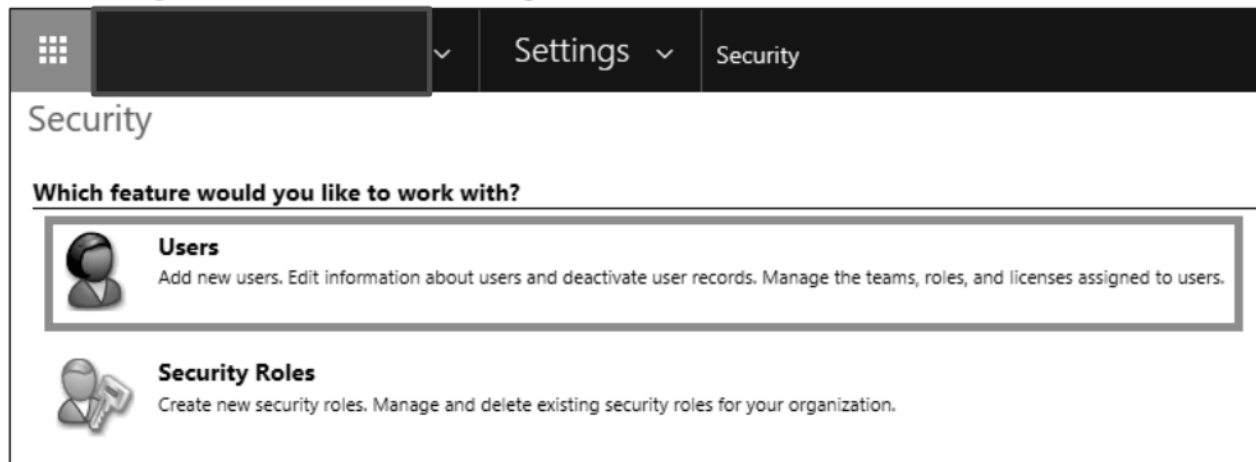 Settings
Security
Security
Which feature would you like to work with?
Users
Add new users. Edit information about users and deactivate user records. Manage the teams, roles, and licenses assigned to users.
Security Roles
Create new security roles. Manage and delete existing security roles for your organization.